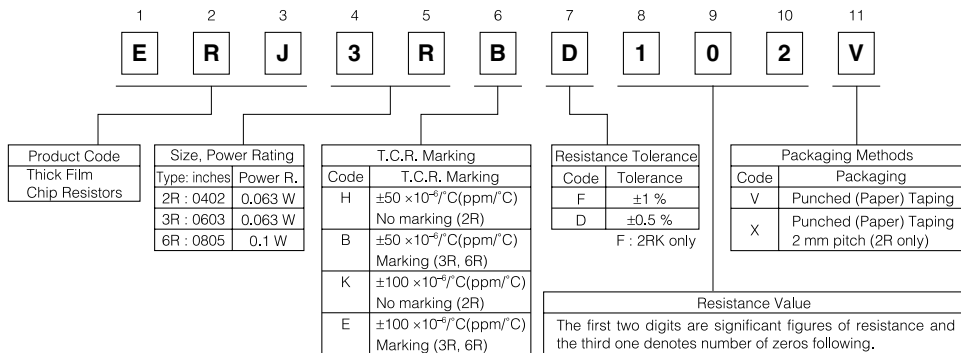 1 2 3 4 5 6 7 8 9 10 11
E R J 3 R B D 1 0 2 V
Product Code
Thick Film
Chip Resistors
Size, Power Rating
Type: inches Power R.
2R : 0402 0.063 W
3R : 0603 0.063 W
6R : 0805 0.1 W
T.C.R. Marking
Code T.C.R. Marking
H ±50 ×10⁻⁶/°C(ppm/°C)
No marking (2R)
B ±50 ×10⁻⁶/°C(ppm/°C)
Marking (3R, 6R)
K ±100 ×10⁻⁶/°C(ppm/°C)
No marking (2R)
E ±100 ×10⁻⁶/°C(ppm/°C)
Marking (3R, 6R)
Resistance Tolerance
Code Tolerance
F ±1 %
D ±0.5 %
F : 2RK only
Packaging Methods
Code Packaging
V Punched (Paper) Taping
X Punched (Paper) Taping
2 mm pitch (2R only)
Resistance Value
The first two digits are significant figures of resistance and
the third one denotes number of zeros following.